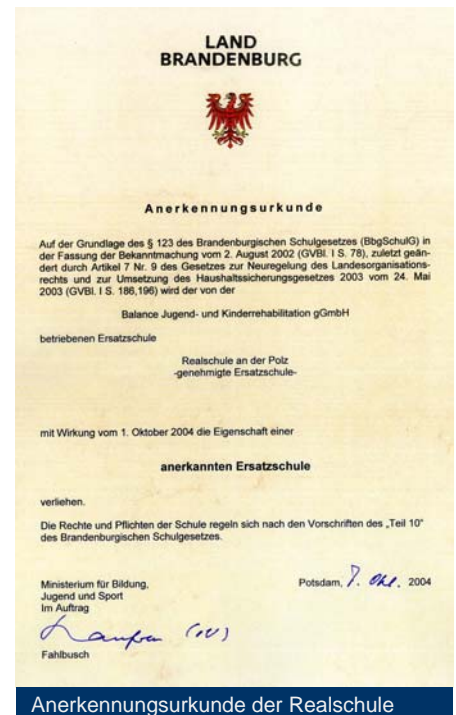 LAND
BRANDENBURG
Anerkennungsurkunde
Auf der Grundlage des § 123 des Brandenburgischen Schulgesetzes (BbgSchulG) in
der Fassung der Bekanntmachung vom 2. August 2002 (GVBl. I S. 78), zuletzt geän-
dert durch Artikel 7 Nr. 9 des Gesetzes zur Neuregelung des Landesorganisations-
rechts und zur Umsetzung des Haushaltssicherungsgesetzes 2003 vom 24. Mai
2003 (GVBl. I S. 186,196) wird der von der
Balance Jugend- und Kinderrehabilitation gGmbH
betriebenen Ersatzschule
Realschule an der Polz
-genehmigte Ersatzschule-
mit Wirkung vom 1. Oktober 2004 die Eigenschaft einer
anerkannten Ersatzschule
verliehen.
Die Rechte und Pflichten der Schule regeln sich nach den Vorschriften des „Teil 10"
des Brandenburgischen Schulgesetzes.
Ministerium für Bildung,
Jugend und Sport
Im Auftrag
Potsdam, 7. Okt. 2004
Fahlbusch
Anerkennungsurkunde der Realschule